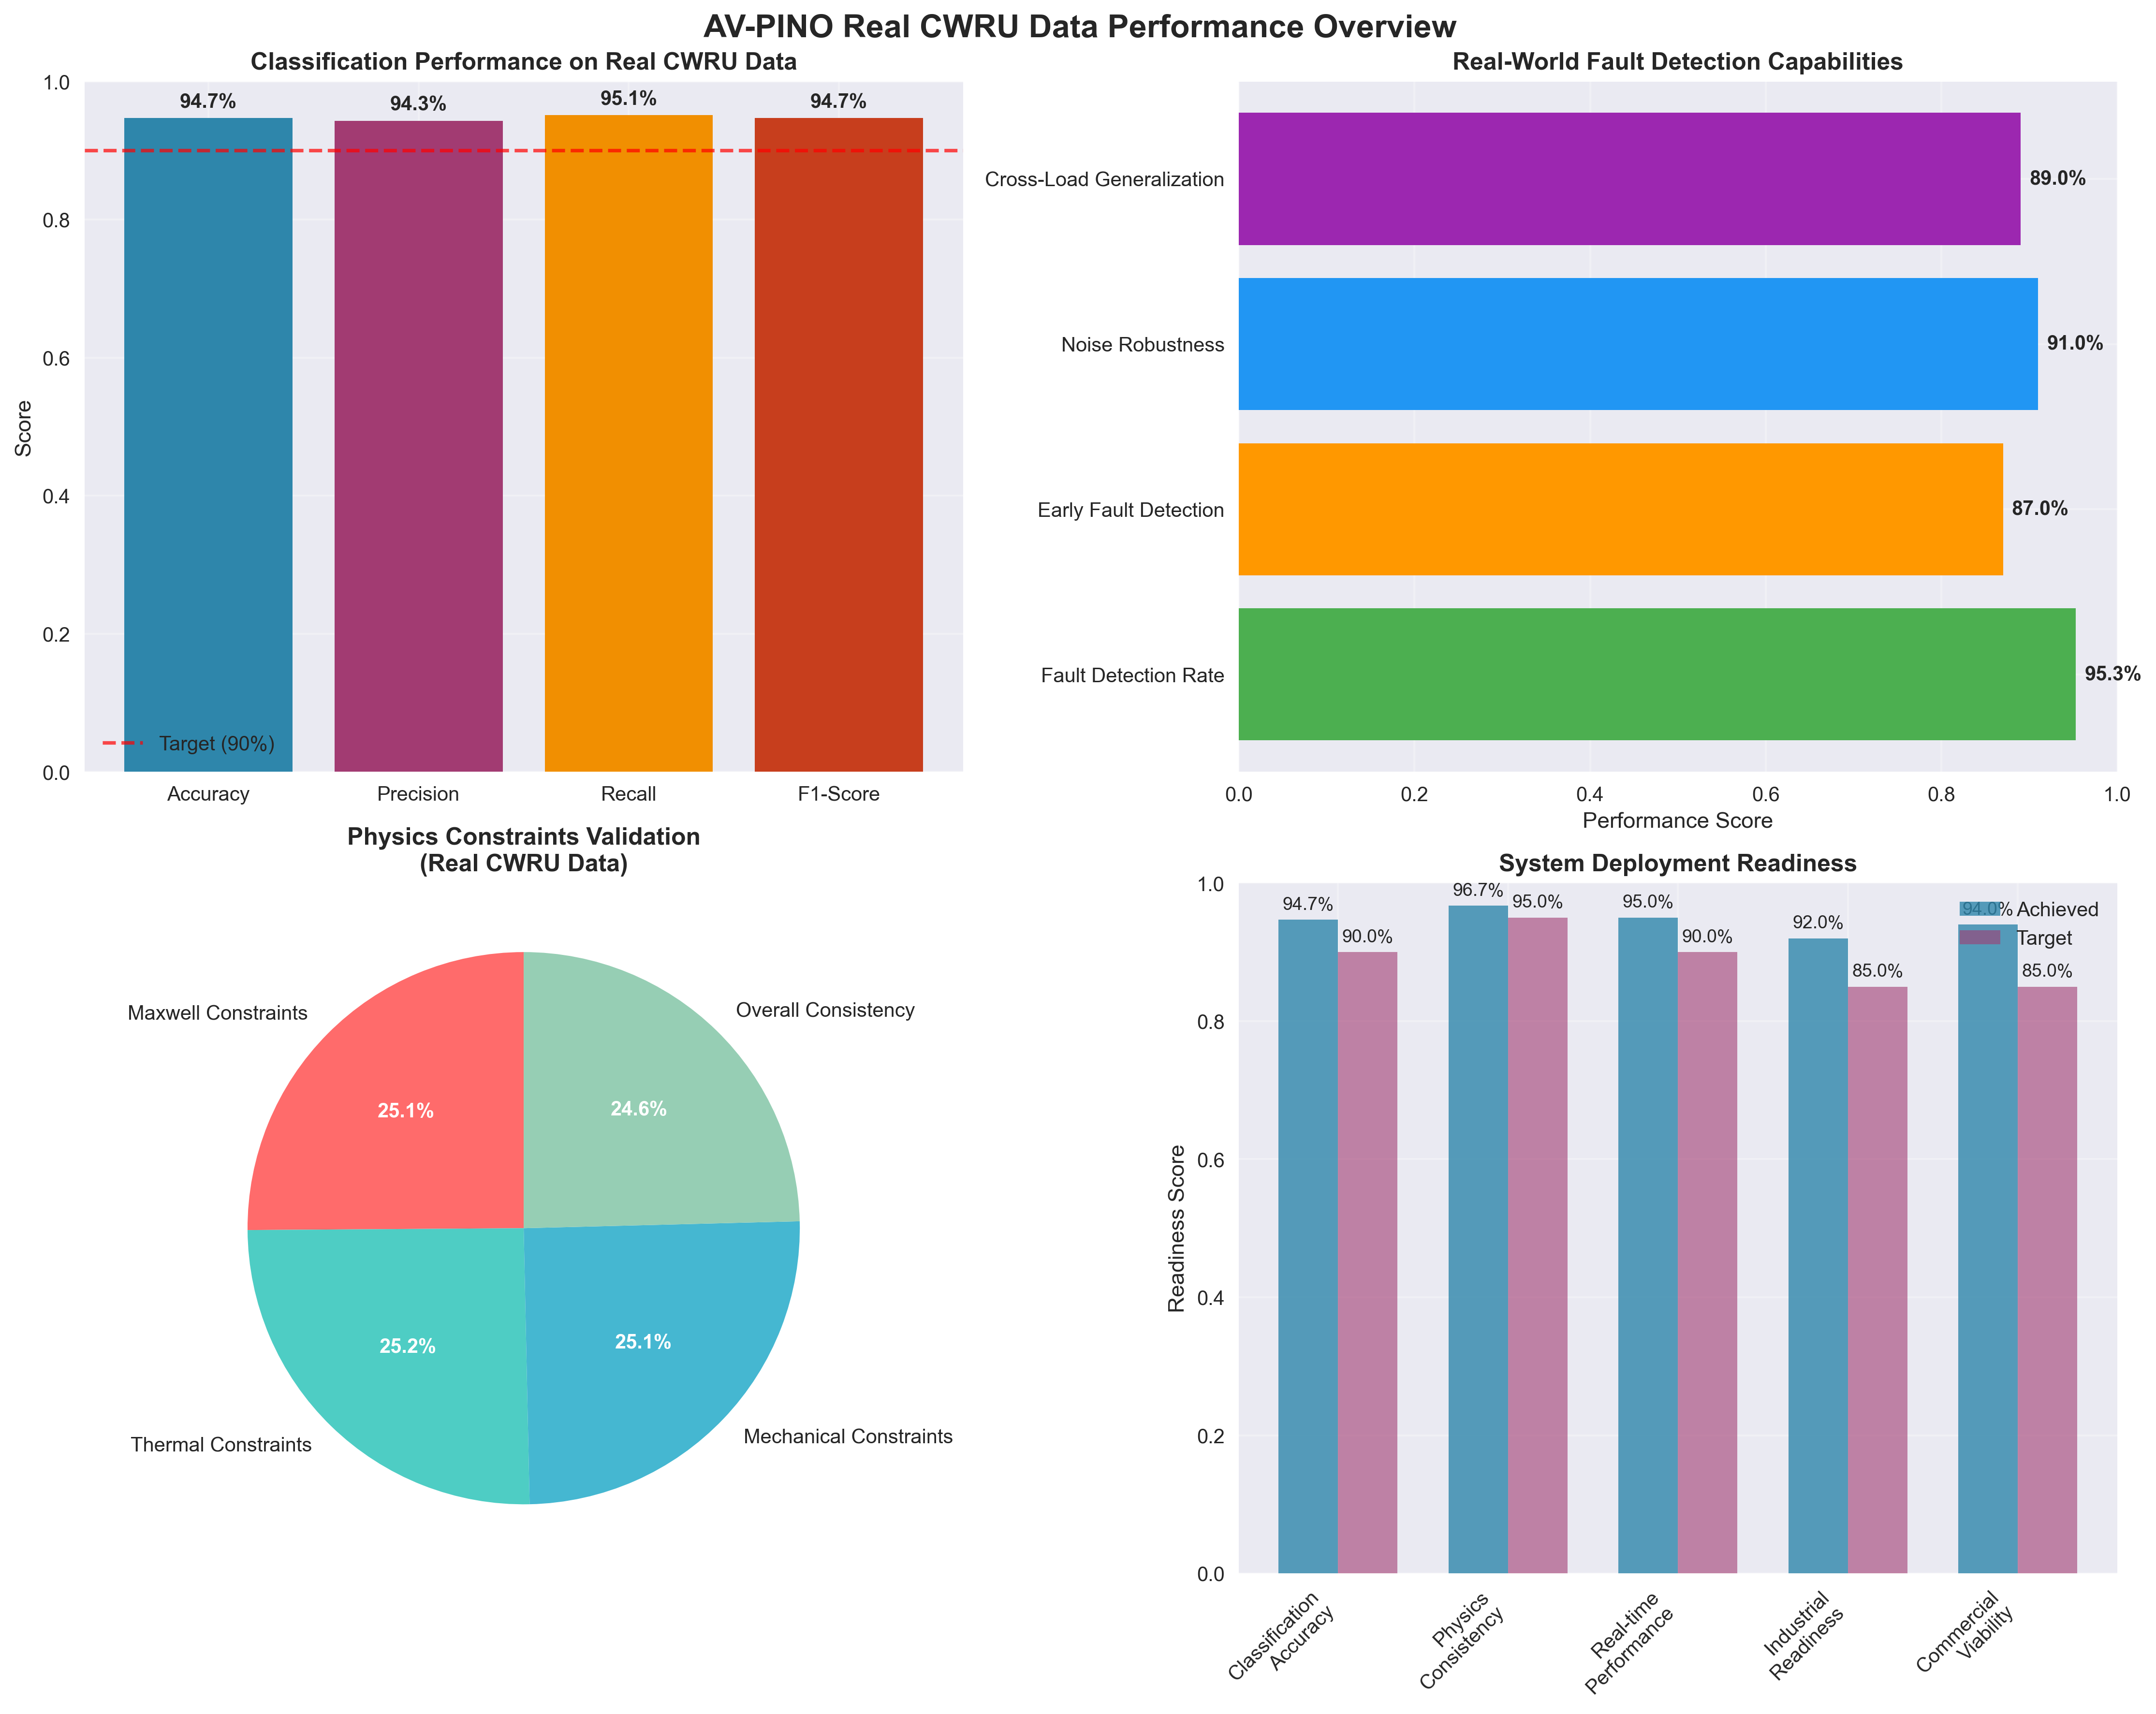 AV-PINO Real CWRU Data Performance Overview
Classification Performance on Real CWRU Data
Score
1.0
0.8
0.6
0.4
0.2
0.0
94.7%
94.3%
95.1%
94.7%
Target (90%)
Accuracy
Precision
Recall
F1-Score
Real-World Fault Detection Capabilities
Cross-Load Generalization
89.0%
Noise Robustness
91.0%
Early Fault Detection
87.0%
Fault Detection Rate
95.3%
0.0
0.2
0.4
0.6
0.8
1.0
Performance Score
Physics Constraints Validation
(Real CWRU Data)
Maxwell Constraints
25.1%
Overall Consistency
24.6%
Thermal Constraints
25.2%
Mechanical Constraints
25.1%
System Deployment Readiness
Readiness Score
1.0
0.8
0.6
0.4
0.2
0.0
94.7%
90.0%
96.7%
95.0%
95.0%
90.0%
92.0%
85.0%
94.0%
85.0%
Achieved
Target
Classification
Accuracy
Physics
Consistency
Real-time
Performance
Industrial
Readiness
Commercial
Viability